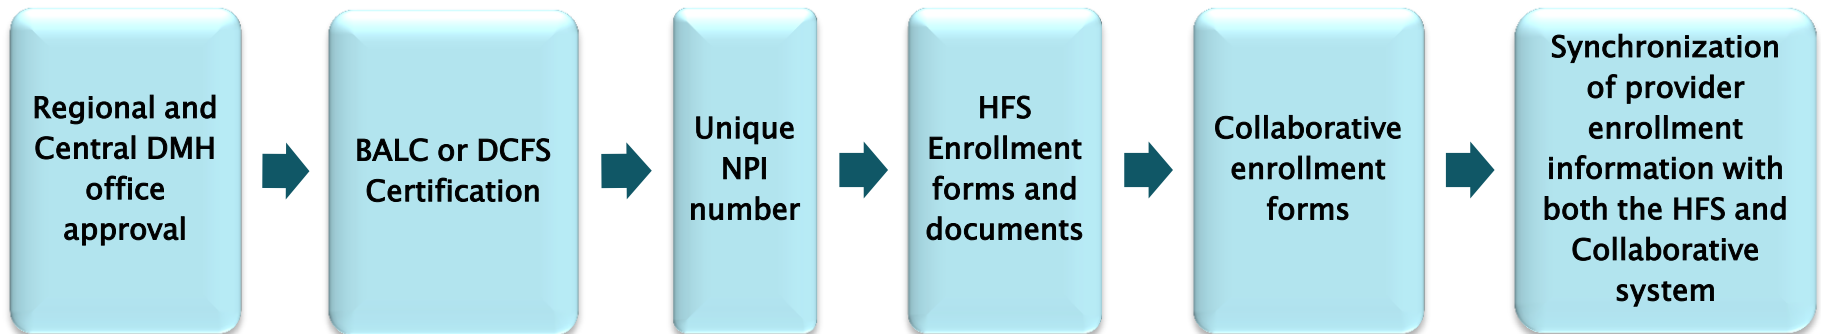 Regional and
Central DMH
office
approval
BALC or DCFS
Certification
Unique
NPI
number
HFS
Enrollment
forms and
documents
Collaborative
enrollment
forms
Synchronization
of provider
enrollment
information with
both the HFS and
Collaborative
system